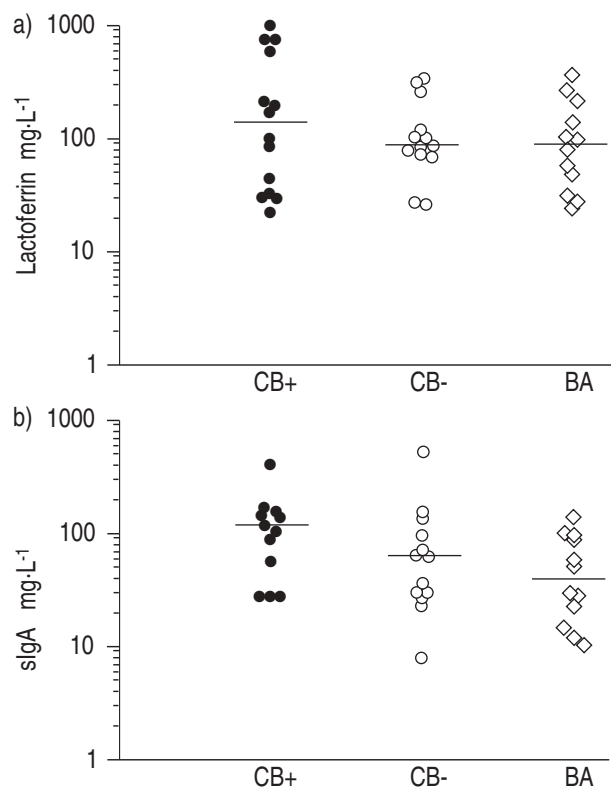 a)
1000
100
10
1
Lactoferrin mg·L-1
CB+ CB- BA
b)
1000
100
10
1
sIgA mg·L-1
CB+ CB- BA